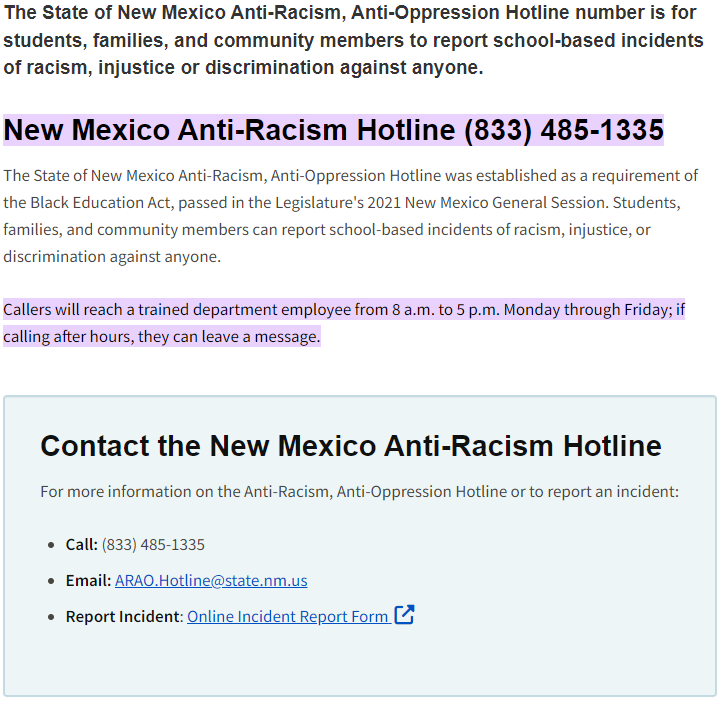 The State of New Mexico Anti-Racism, Anti-Oppression Hotline number is for
students, families, and community members to report school-based incidents
of racism, injustice or discrimination against anyone.
New Mexico Anti-Racism Hotline (833) 485-1335
The State of New Mexico Anti-Racism, Anti-Oppression Hotline was established as a requirement of
the Black Education Act, passed in the Legislature's 2021 New Mexico General Session. Students,
families, and community members can report school-based incidents of racism, injustice, or
discrimination against anyone.
Callers will reach a trained department employee from 8 a.m. to 5 p.m. Monday through Friday; if
calling after hours, they can leave a message.
Contact the New Mexico Anti-Racism Hotline
For more information on the Anti-Racism, Anti-Oppression Hotline or to report an incident:
• Call: (833) 485-1335
• Email: ARAO.Hotline@state.nm.us
• Report Incident: Online Incident Report Form